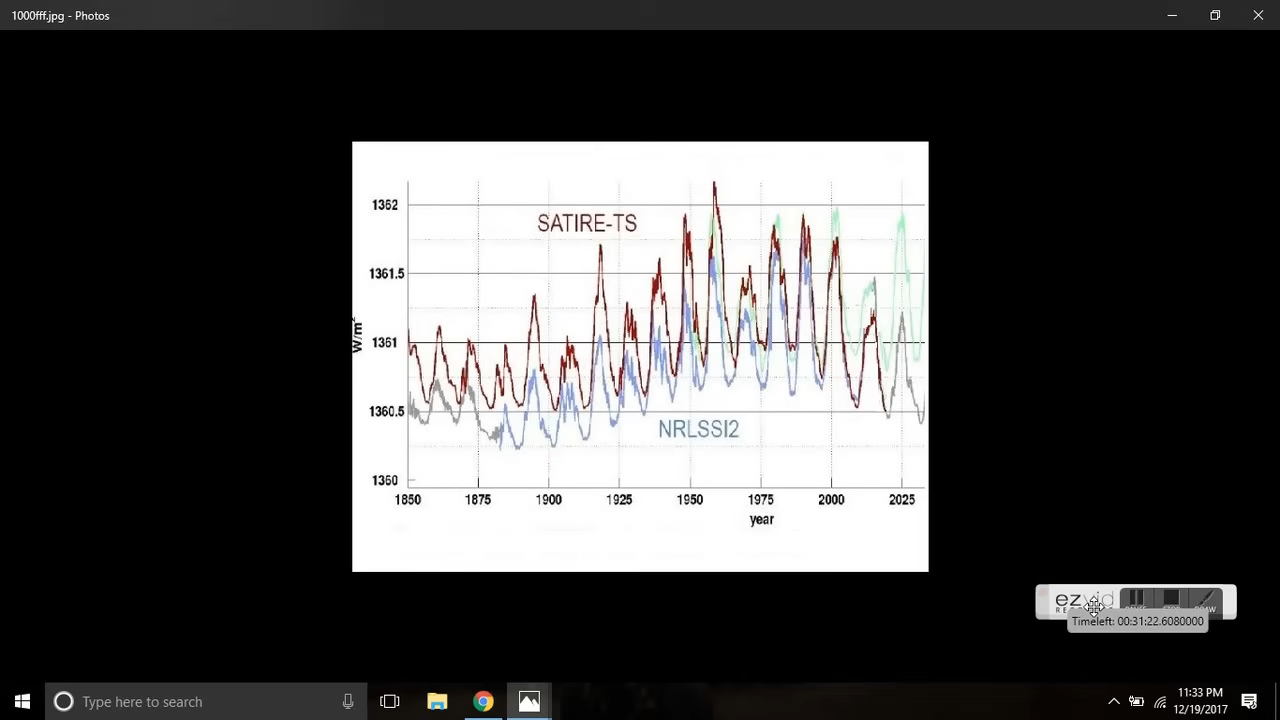 1000fff.jpg - Photos
1362
SATIRE-TS
1361.5
W/m²
1361
1360.5
NRLSSI2
1360
1850 1875 1900 1925 1950 1975 2000 2025
year
ezvid
Timeleft: 00:31:22.6080000
Type here to search
11:33 PM
12/19/2017